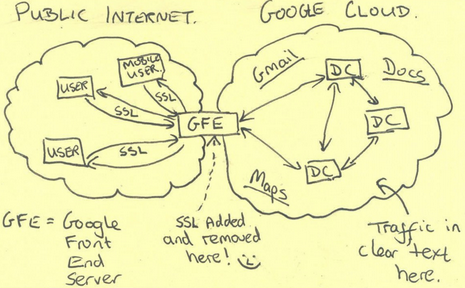 PUBLIC INTERNET.
GOOGLE CLOUD.
MOBILE
USER.
USER
SSL
SSL
USER
SSL
GFE
Gmail
DC
Docs
DC
DC
Maps
GFE = Google
Front
End
Server
SSL Added
and removed
here!
Traffic in
clear text
here.